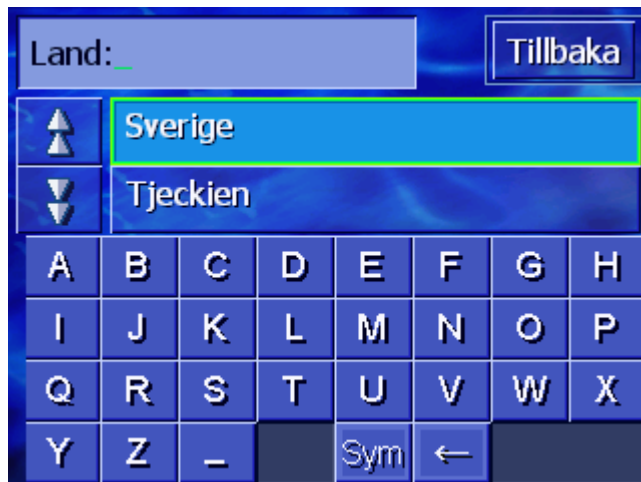 Land:_ Tillbaka
Sverige
Tjeckien
A B C D E F G H
I J K L M N O P
Q R S T U V W X
Y Z _ Sym ←